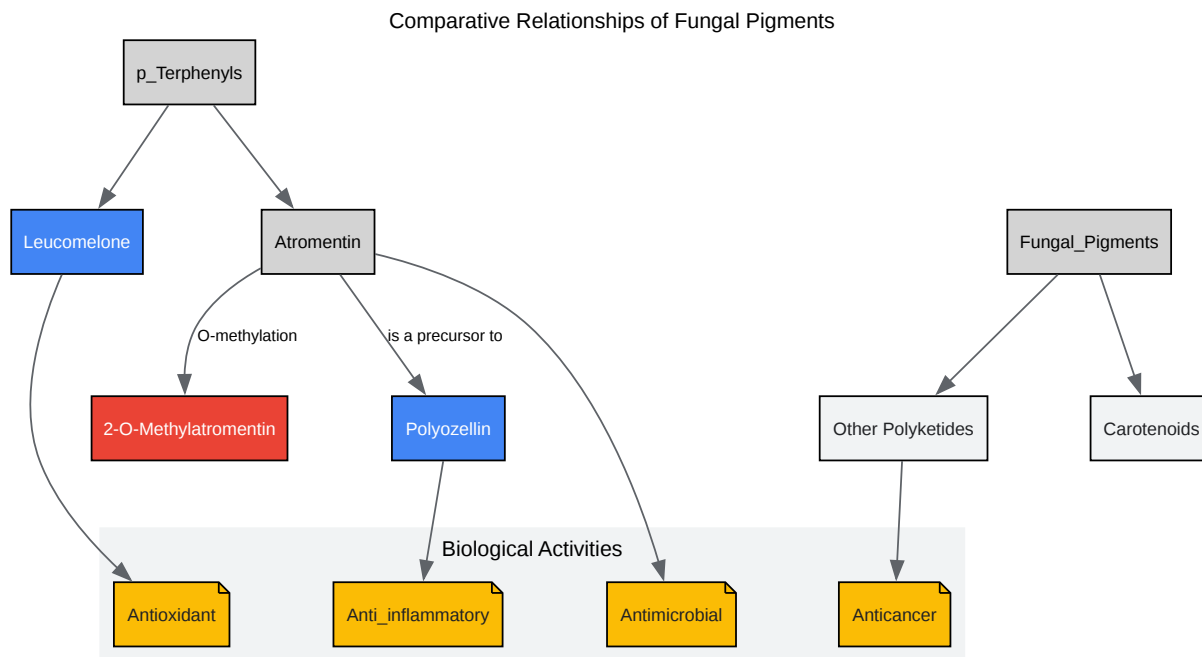 Comparative Relationships of Fungal Pigments
p_Terphenyls
Leucomelone
Atromentin
Fungal_Pigments
O-methylation
is a precursor to
2-O-Methylatromentin
Polyozellin
Other Polyketides
Carotenoids
Biological Activities
Antioxidant
Anti_inflammatory
Antimicrobial
Anticancer